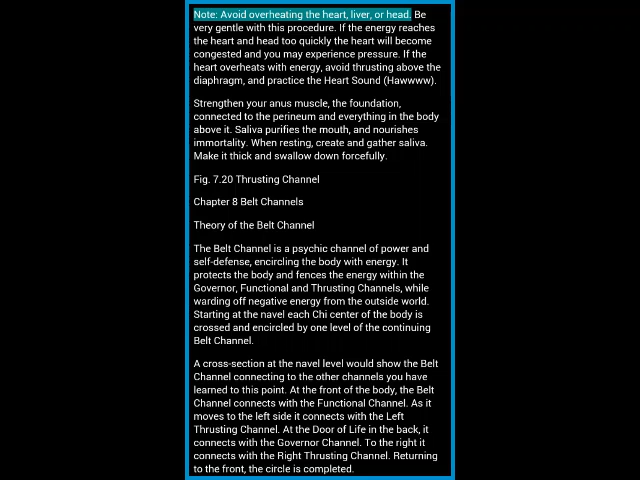 Note: Avoid overheating the heart, liver, or head. Be
very gentle with this procedure. If the energy reaches
the heart and head too quickly the heart will become
congested and you may experience pressure. If the
heart overheats with energy, avoid thrusting above the
diaphragm, and practice the Heart Sound (Hawwww).
Strengthen your anus muscle, the foundation,
connected to the perineum and everything in the body
above it. Saliva purifies the mouth, and nourishes
immortality. When resting, create and gather saliva.
Make it thick and swallow down forcefully.
Fig. 7.20 Thrusting Channel
Chapter 8 Belt Channels
Theory of the Belt Channel
The Belt Channel is a psychic channel of power and
self-defense, encircling the body with energy. It
protects the body and fences the energy within the
Governor, Functional and Thrusting Channels, while
warding off negative energy from the outside world.
Starting at the navel each Chi center of the body is
crossed and encircled by one level of the continuing
Belt Channel.
A cross-section at the navel level would show the Belt
Channel connecting to the other channels you have
learned to this point. At the front of the body, the Belt
Channel connects with the Functional Channel. As it
moves to the left side it connects with the Left
Thrusting Channel. At the Door of Life in the back, it
connects with the Governor Channel. To the right it
connects with the Right Thrusting Channel. Returning
to the front, the circle is completed.